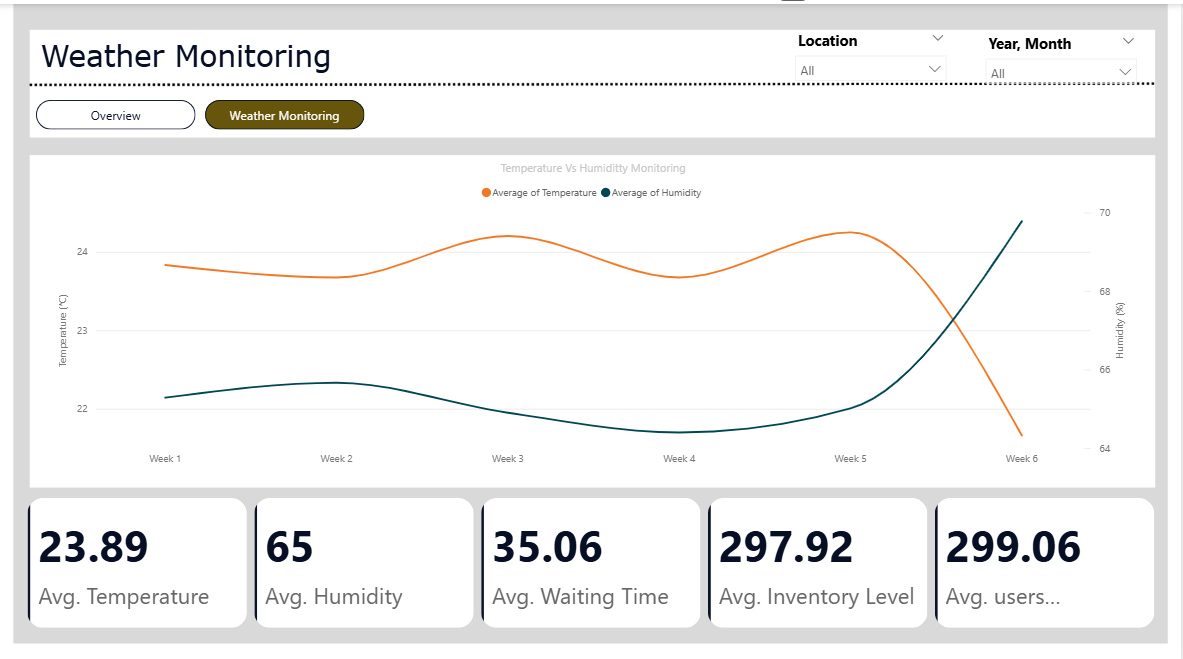 Weather Monitoring
Location
Year, Month
All
All
Overview
Weather Monitoring
Temperature Vs Humiditty Monitoring
Average of Temperature
Average of Humidity
Temperature (°C)
24
23
22
Humidity (%)
70
68
66
64
Week 1
Week 2
Week 3
Week 4
Week 5
Week 6
23.89
Avg. Temperature
65
Avg. Humidity
35.06
Avg. Waiting Time
297.92
Avg. Inventory Level
299.06
Avg. users...